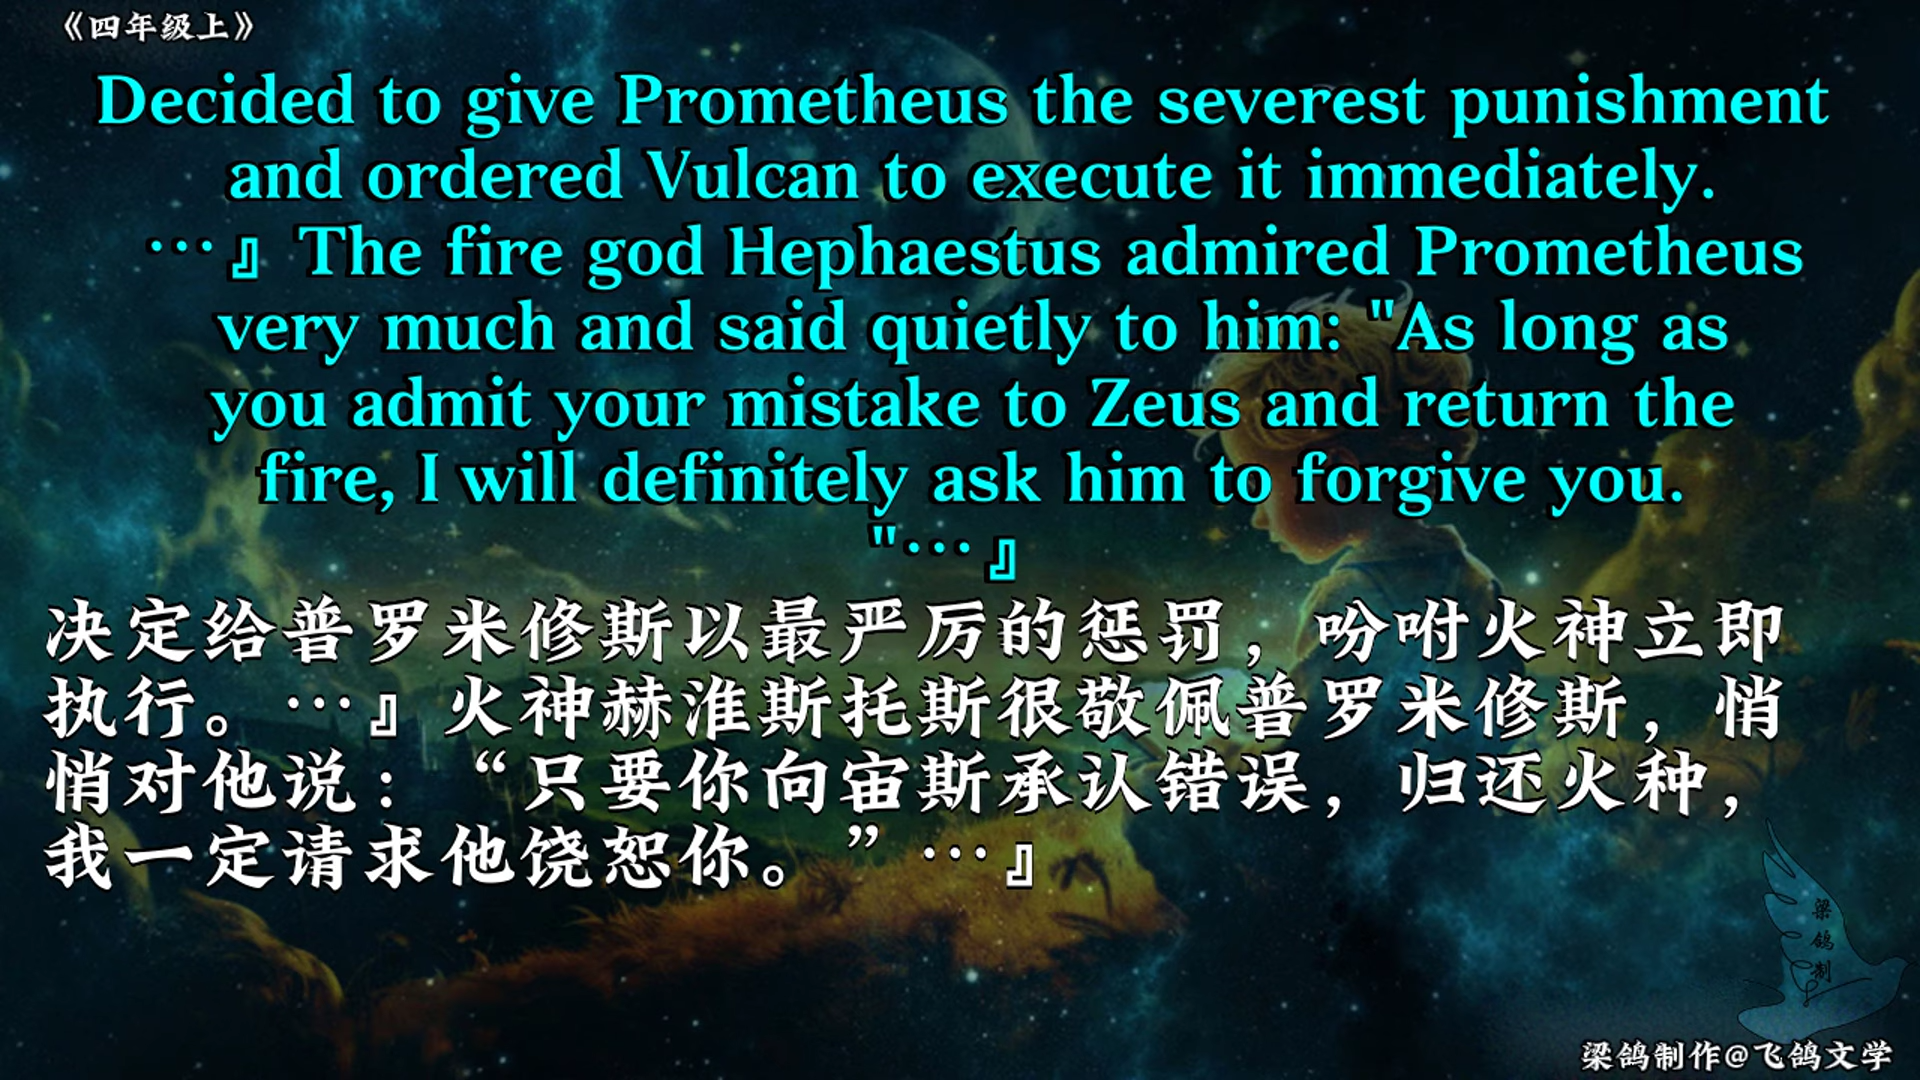 《四年级上》
Decided to give Prometheus the severest punishment
and ordered Vulcan to execute it immediately.
…』The fire god Hephaestus admired Prometheus
very much and said quietly to him: "As long as
you admit your mistake to Zeus and return the
fire, I will definitely ask him to forgive you.
"…』
决定给普罗米修斯以最严厉的惩罚，吩咐火神立即
执行。…』火神赫淮斯托斯很敬佩普罗米修斯，悄
悄对他说：“只要你向宙斯承认错误，归还火种，
我一定请求他饶恕你。”…』
梁
鸽
制
梁鸽制作@飞鸽文学